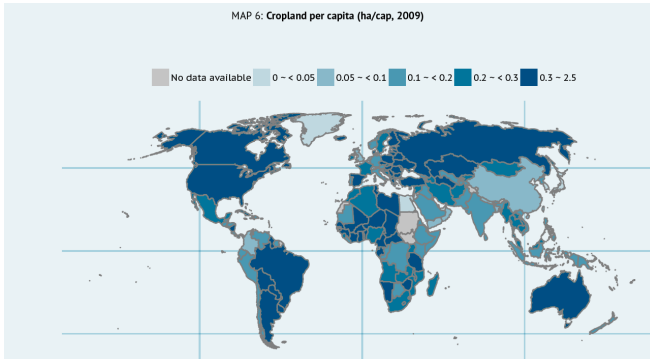 MAP 6: Cropland per capita (ha/cap, 2009)
No data available 0 ~ < 0.05 0.05 ~ < 0.1 0.1 ~ < 0.2 0.2 ~ < 0.3 0.3 ~ 2.5